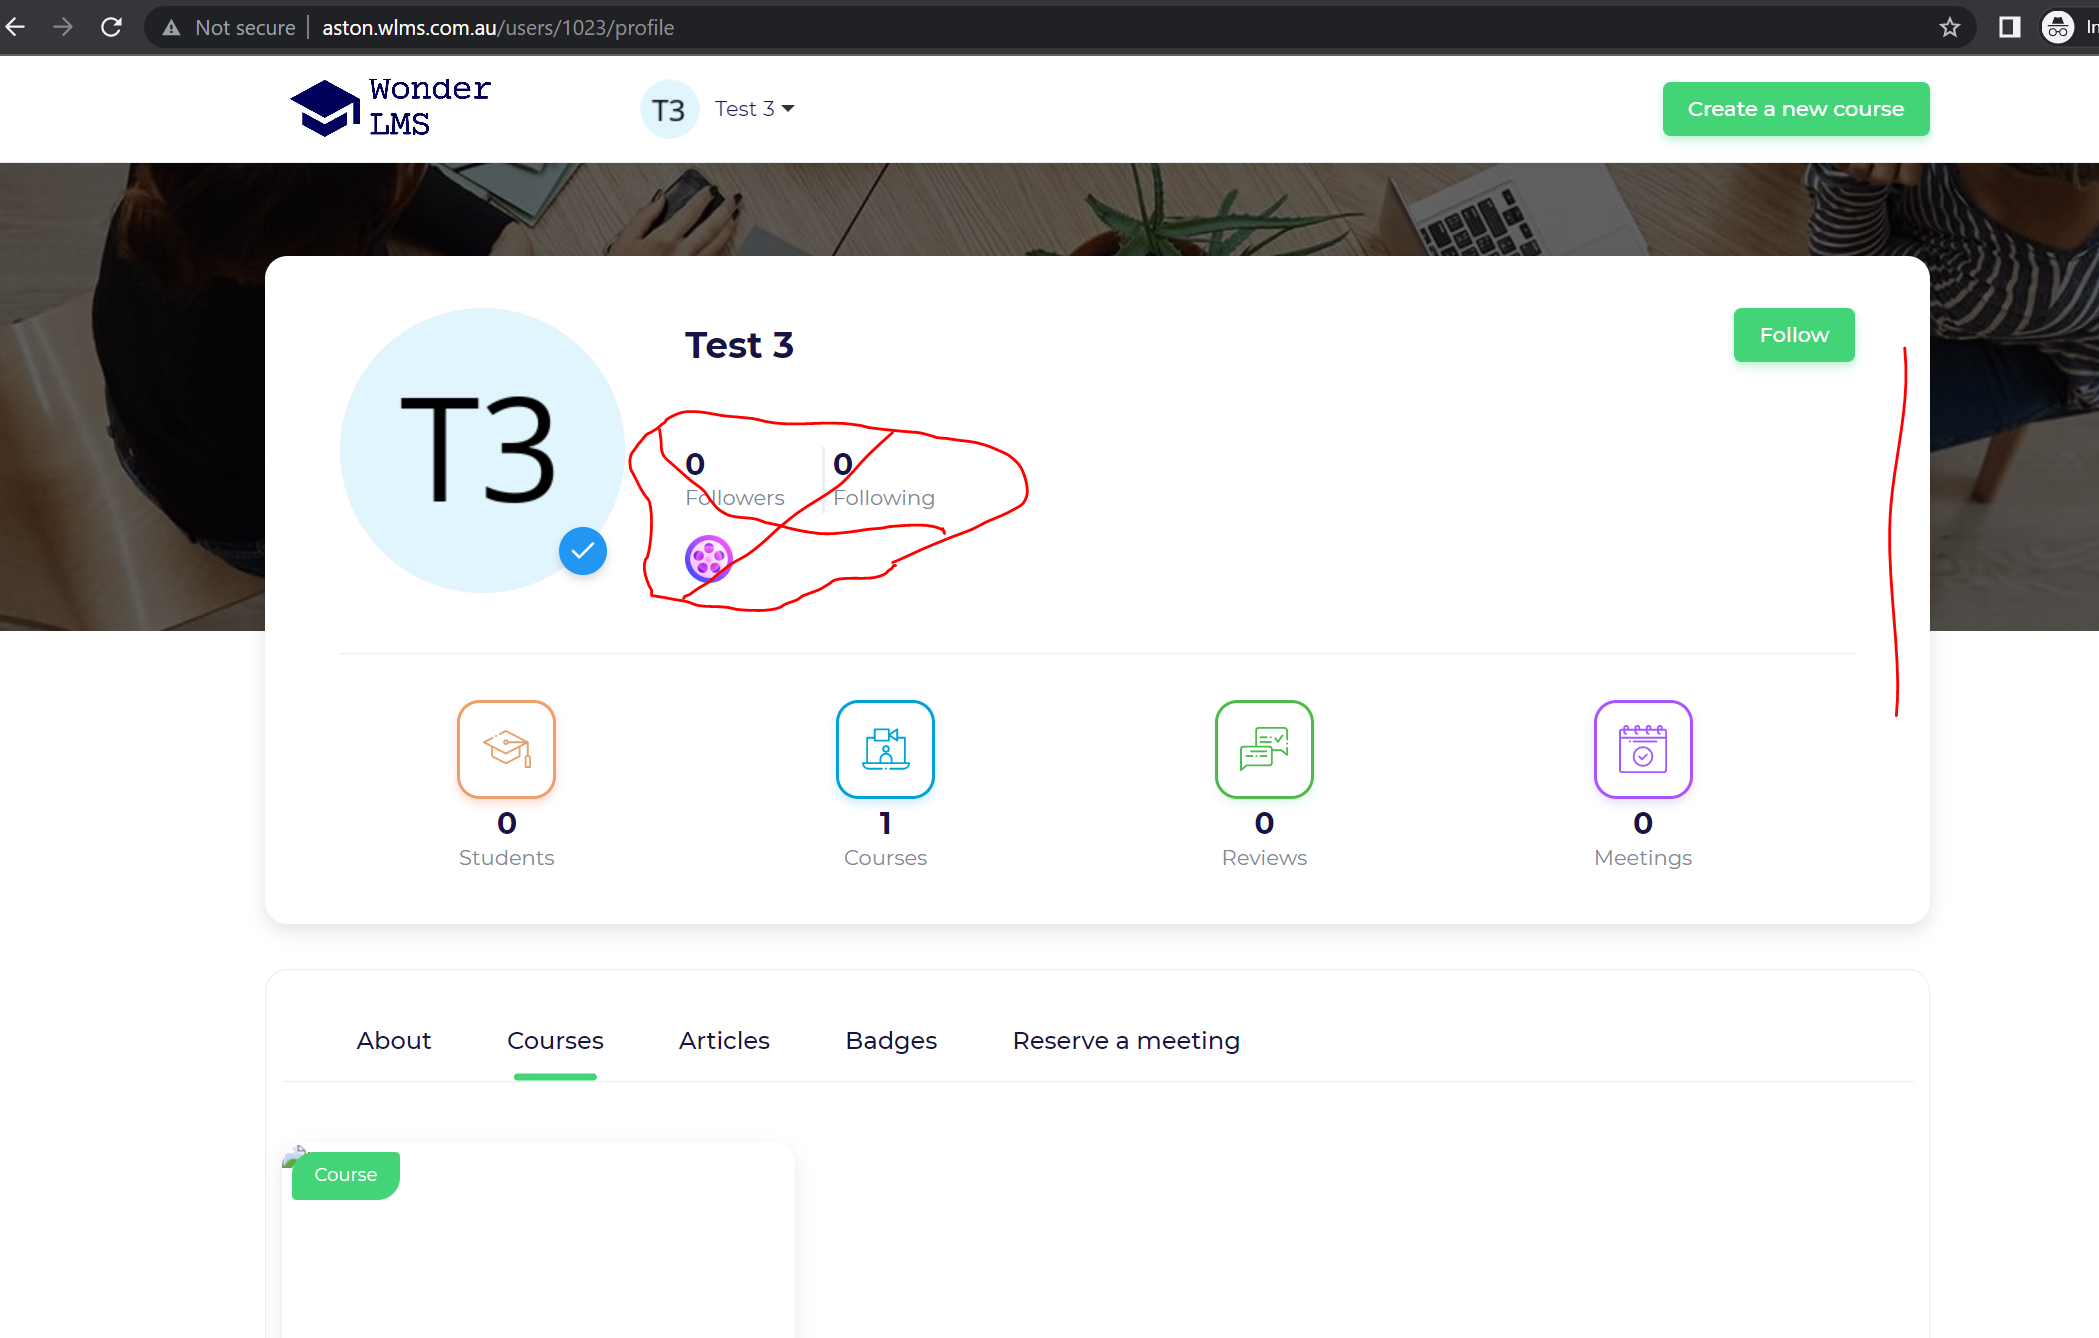 Not secure | aston.wlms.com.au/users/1023/profile
Wonder
LMS
T3 Test 3
Create a new course
T3
Test 3
Follow
0 0
Followers Following
0 1 0 0
Students Courses Reviews Meetings
About Courses Articles Badges Reserve a meeting
Course